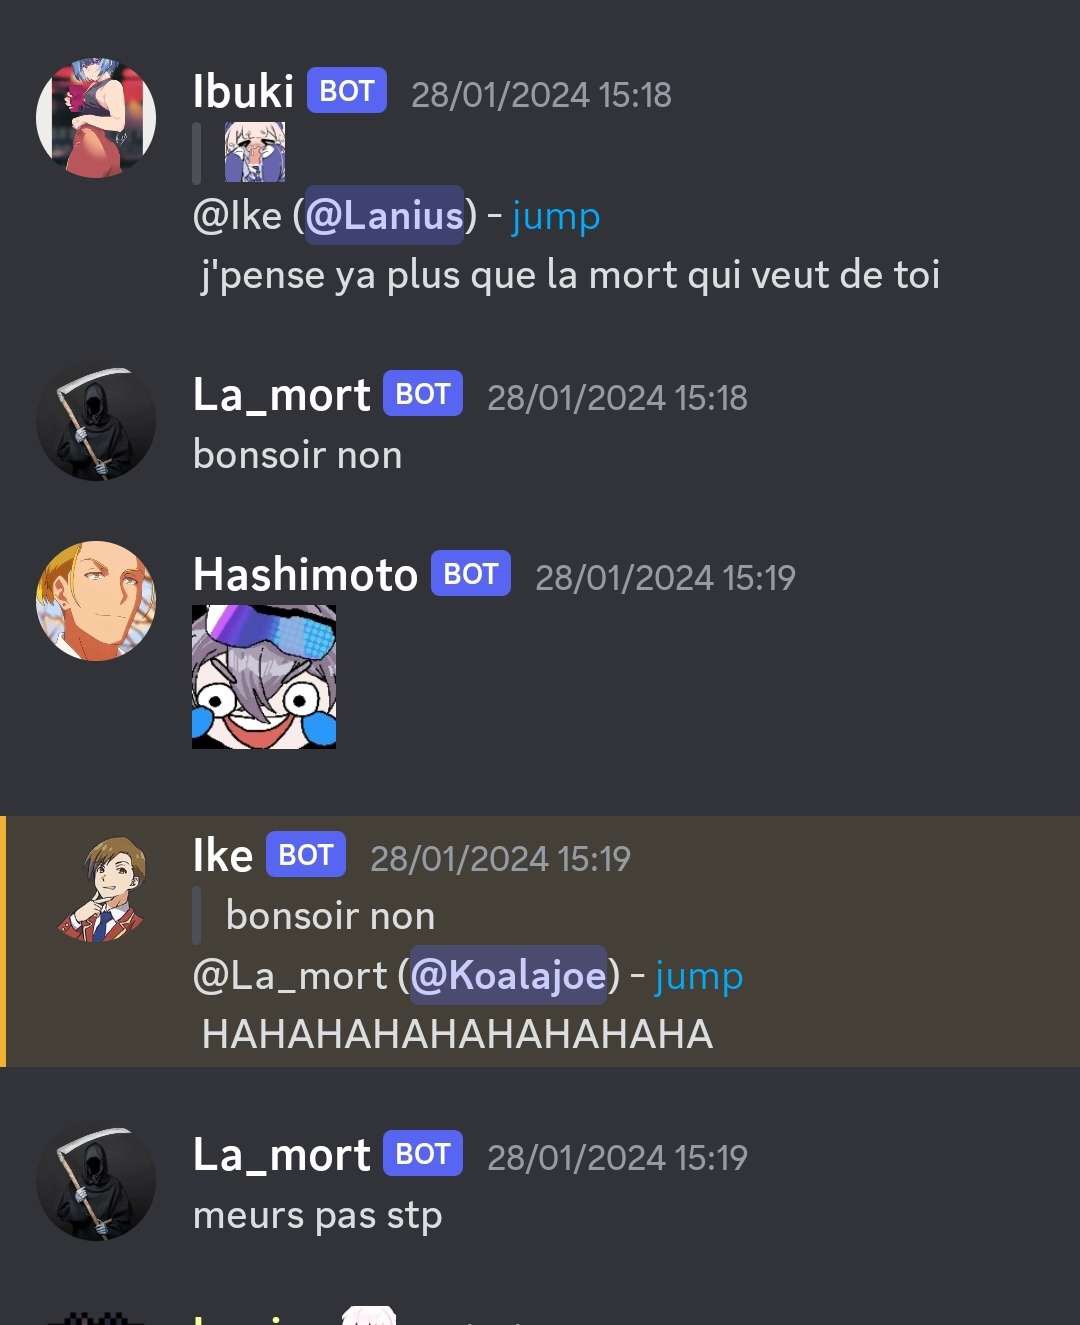 Ibuki BOT 28/01/2024 15:18
@Ike (@Lanius) - jump
j'pense ya plus que la mort qui veut de toi
La_mort BOT 28/01/2024 15:18
bonsoir non
Hashimoto BOT 28/01/2024 15:19
Ike BOT 28/01/2024 15:19
bonsoir non
@La_mort (@Koalajoe) - jump
HAHAHAHAHAHAHAHAHA
La_mort BOT 28/01/2024 15:19
meurs pas stp